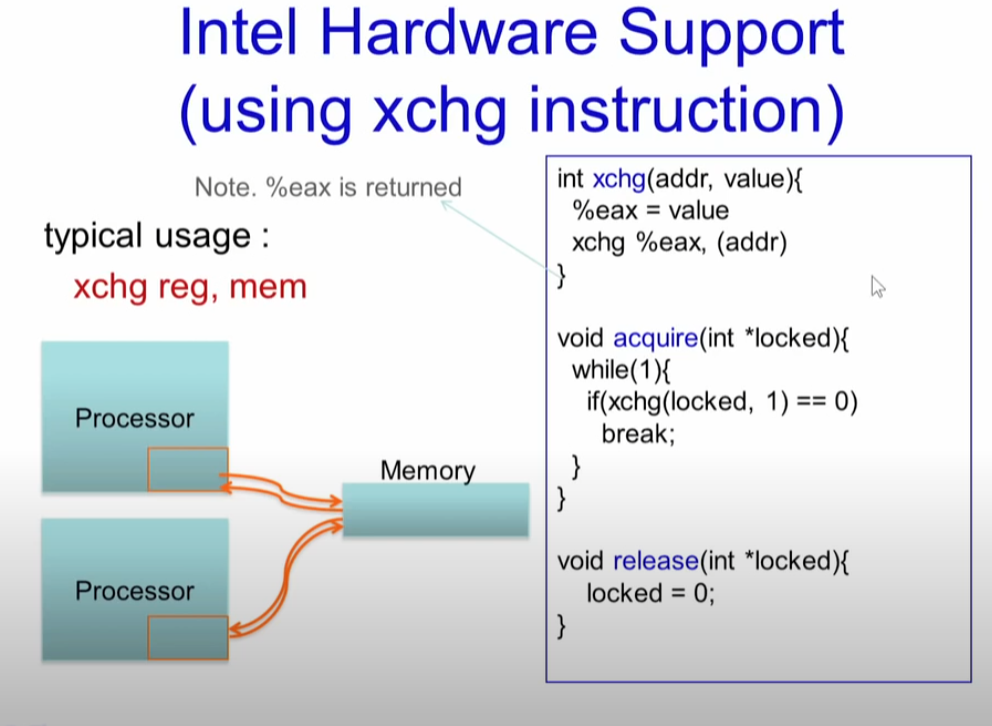 Intel Hardware Support
(using xchg instruction)
Note. %eax is returned
typical usage :
xchg reg, mem
Processor
Processor
Memory
int xchg(addr, value){
%eax = value
xchg %eax, (addr)
}
void acquire(int *locked){
while(1){
if(xchg(locked, 1) == 0)
break;
}
}
void release(int *locked){
locked = 0;
}